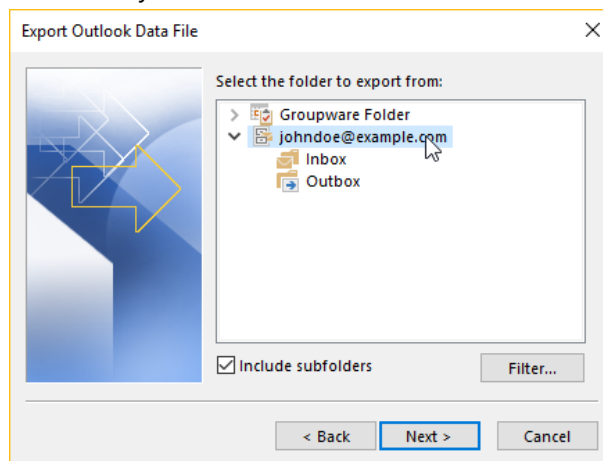 Export Outlook Data File
Select the folder to export from:
Groupware Folder
johndoe@example.com
Inbox
Outbox
Include subfolders
Filter...
< Back Next > Cancel